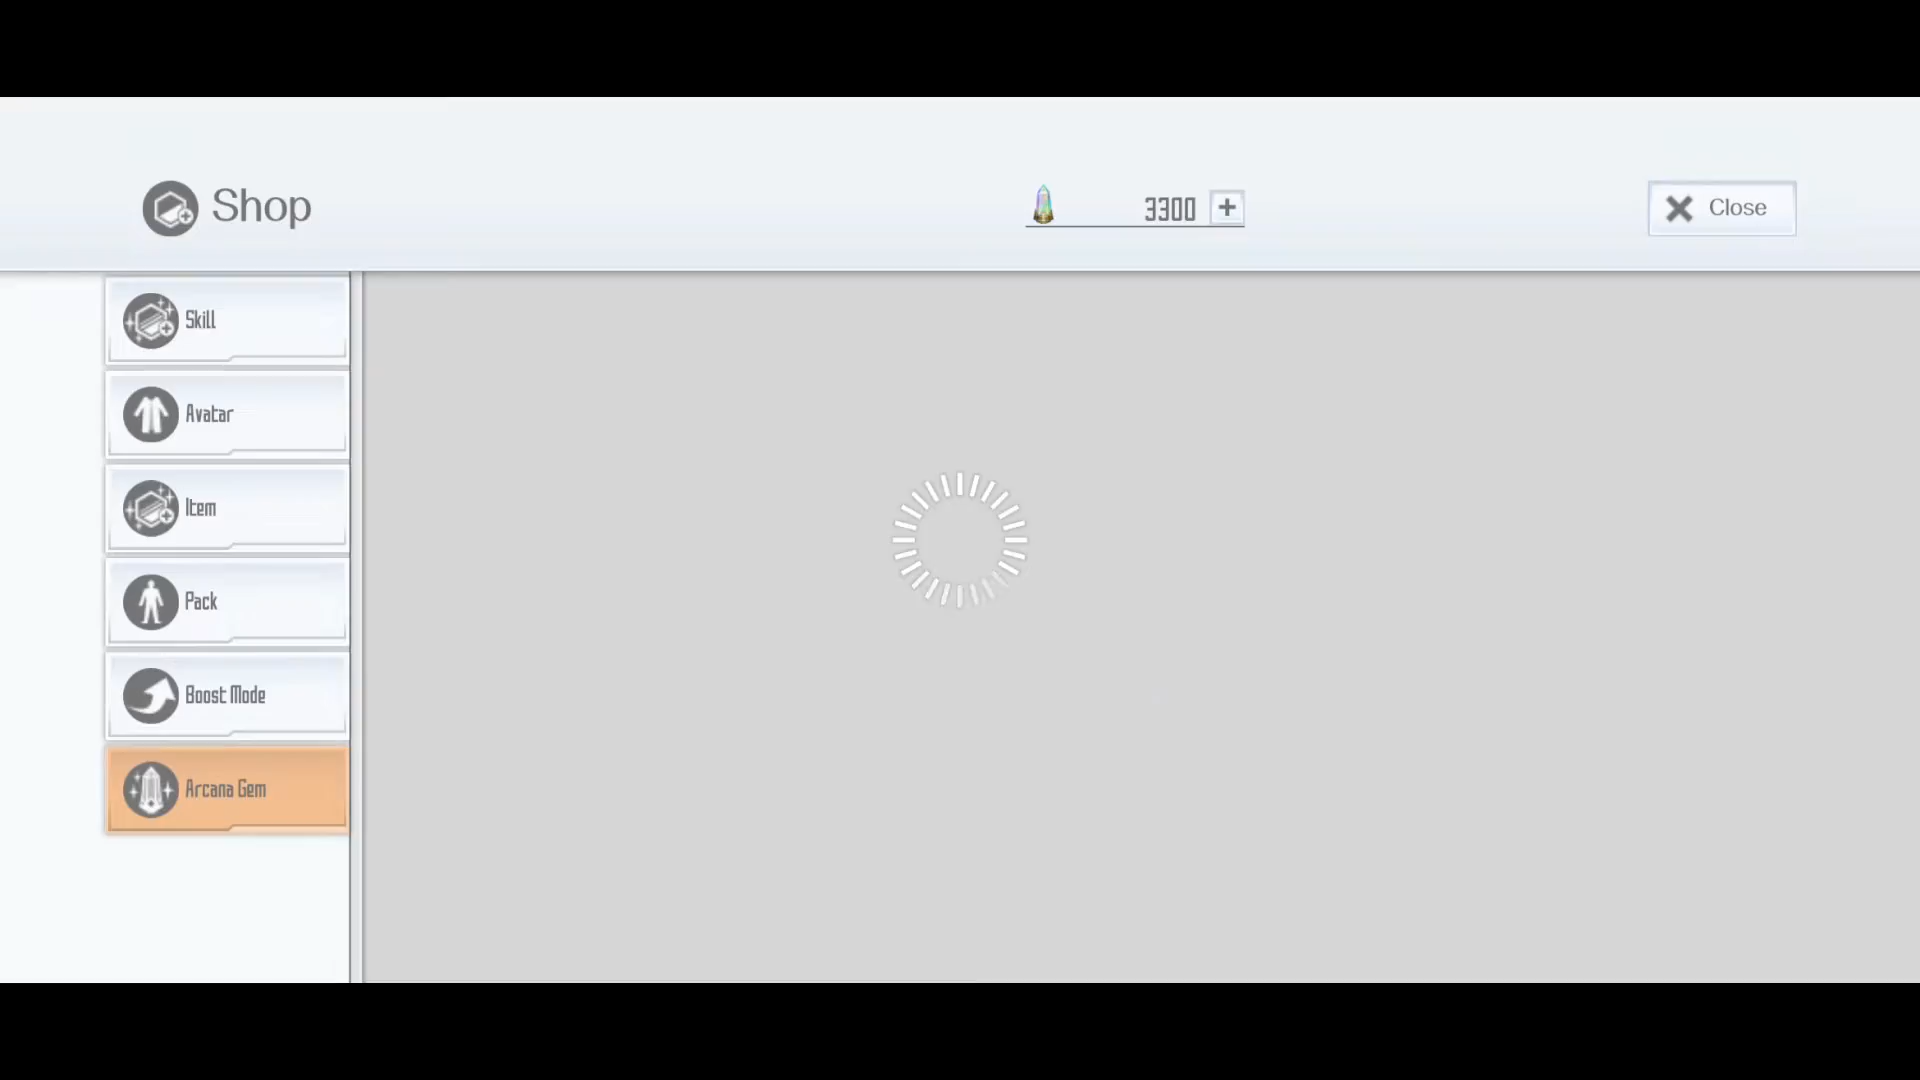 Shop
3300
Close
Skill
Avatar
Item
Pack
Boost Mode
Arcana Gem